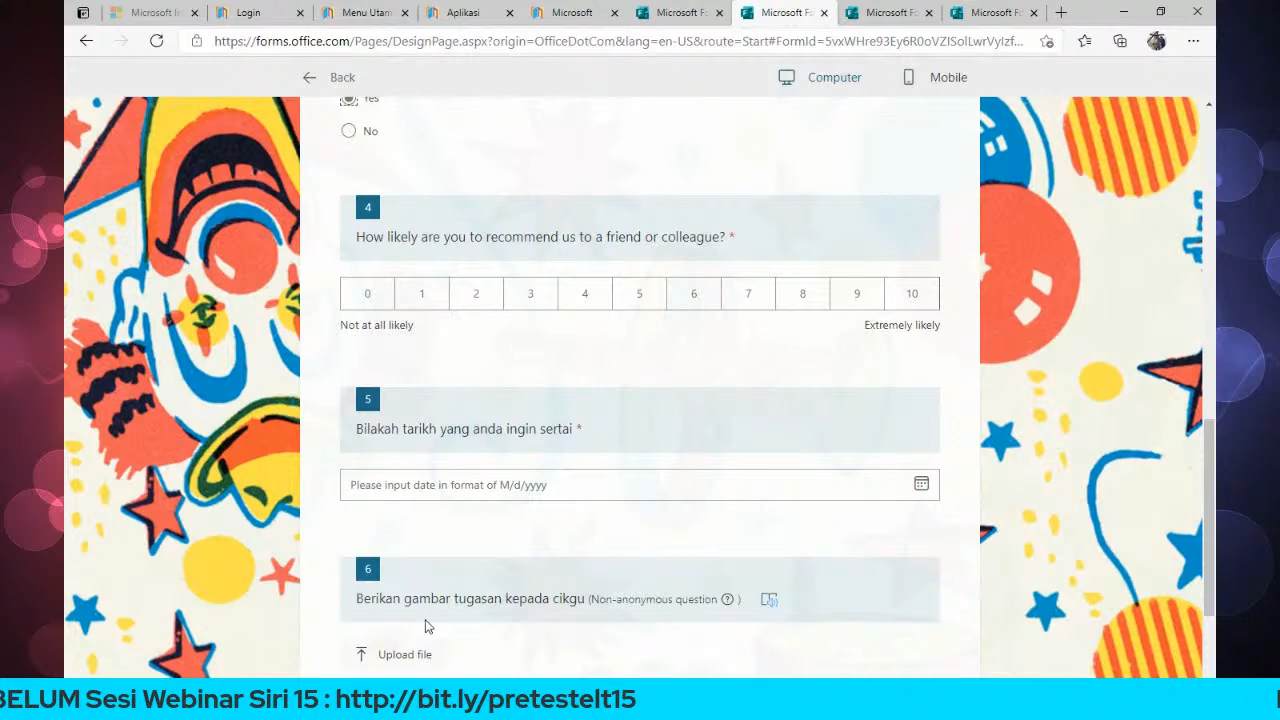 Microsoft In
Login
Menu Utam
Aplikasi
Microsoft
Microsoft Fo
Microsoft Fo
Microsoft Fo
Microsoft Fo
https://forms.office.com/Pages/DesignPage.aspx?origin=OfficeDotCom&lang=en-US&route=Start#FormId=5vxWHre93Ey6R0oVZISolLwrVyIzf...
Back
Computer
Mobile
Yes
No
4
How likely are you to recommend us to a friend or colleague? *
0 1 2 3 4 5 6 7 8 9 10
Not at all likely
Extremely likely
5
Bilakah tarikh yang anda ingin sertai *
Please input date in format of M/d/yyyy
6
Berikan gambar tugasan kepada cikgu (Non-anonymous question ? )
Upload file
BELUM Sesi Webinar Siri 15 : http://bit.ly/pretestelt15